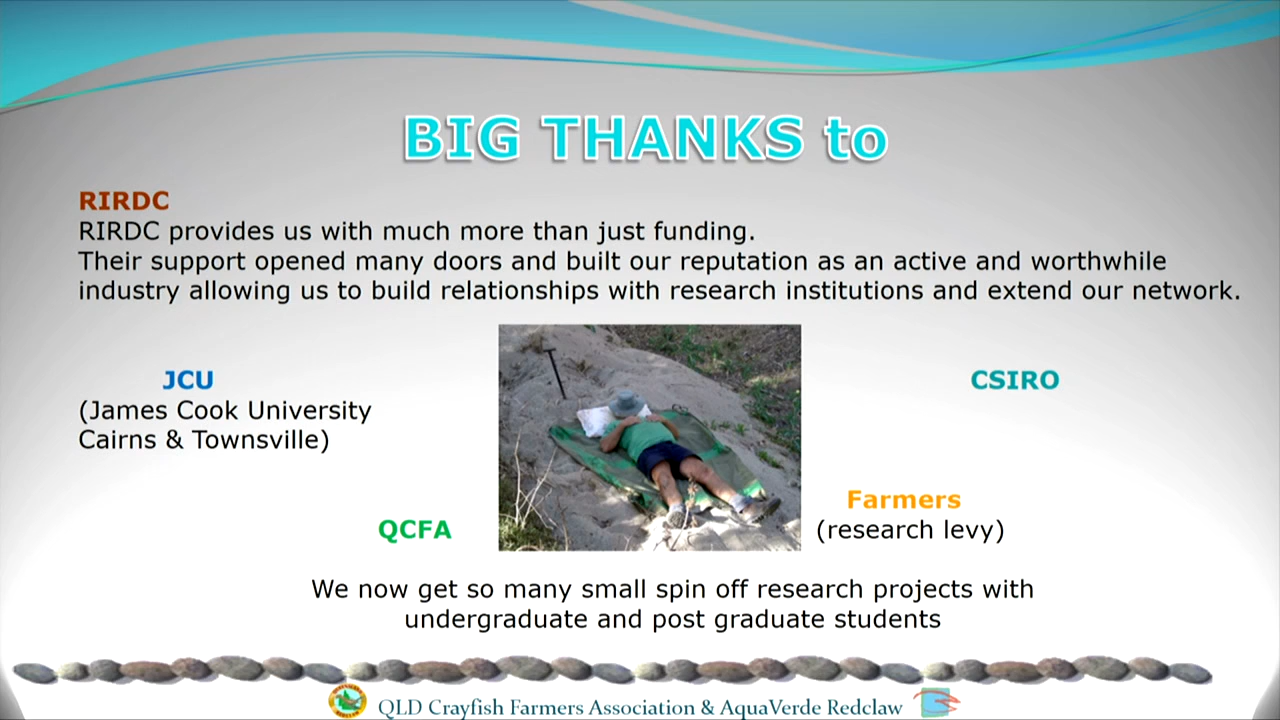 BIG THANKS to
RIRDC
RIRDC provides us with much more than just funding.
Their support opened many doors and built our reputation as an active and worthwhile
industry allowing us to build relationships with research institutions and extend our network.
JCU
(James Cook University
Cairns & Townsville)
CSIRO
QCFA
Farmers
(research levy)
We now get so many small spin off research projects with
undergraduate and post graduate students
QLD Crayfish Farmers Association & AquaVerde Redclaw